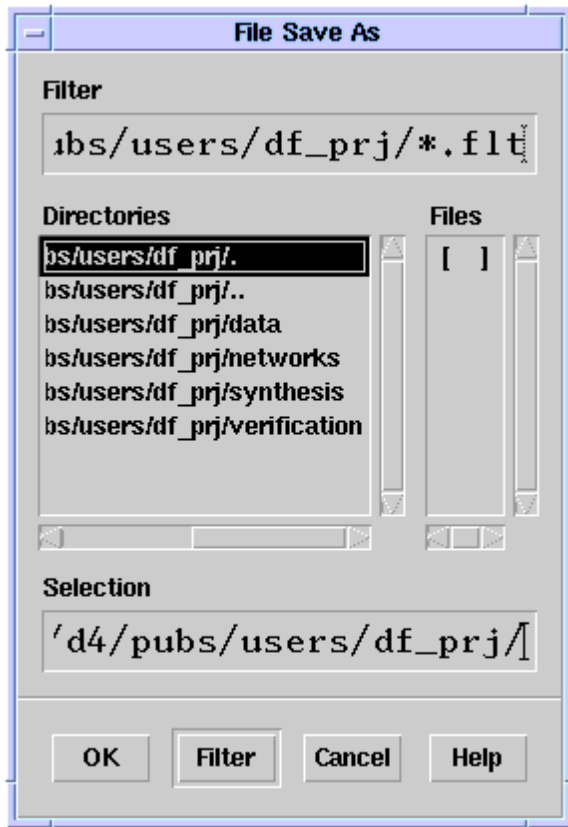 File Save As
Filter
ubs/users/df_prj/*.flt
Directories
Files
bs/users/df_prj/.
[ ]
bs/users/df_prj/..
bs/users/df_prj/data
bs/users/df_prj/networks
bs/users/df_prj/synthesis
bs/users/df_prj/verification
Selection
/d4/pubs/users/df_prj/
OK
Filter
Cancel
Help